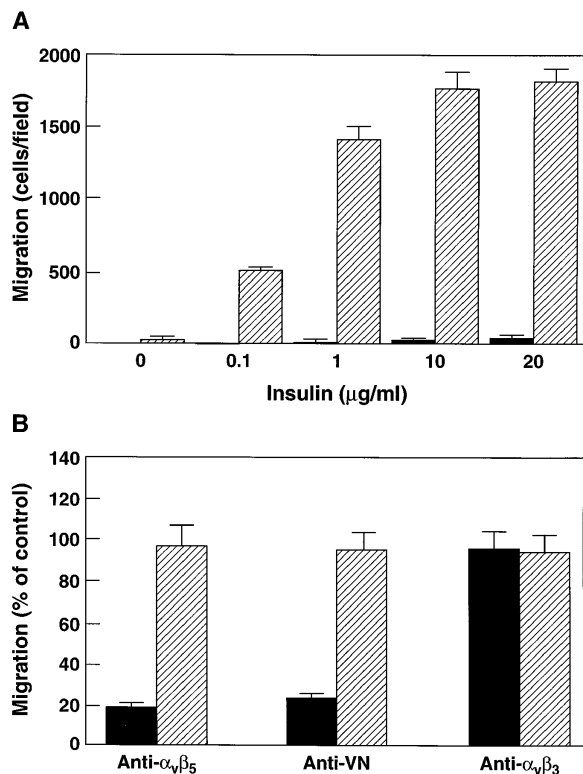 A
Migration (cells/field)
2000
1500
1000
500
0
0 0.1 1 10 20
Insulin (μg/ml)
B
Migration (% of control)
140
120
100
80
60
40
20
0
Anti-αvβ5 Anti-VN Anti-αvβ3